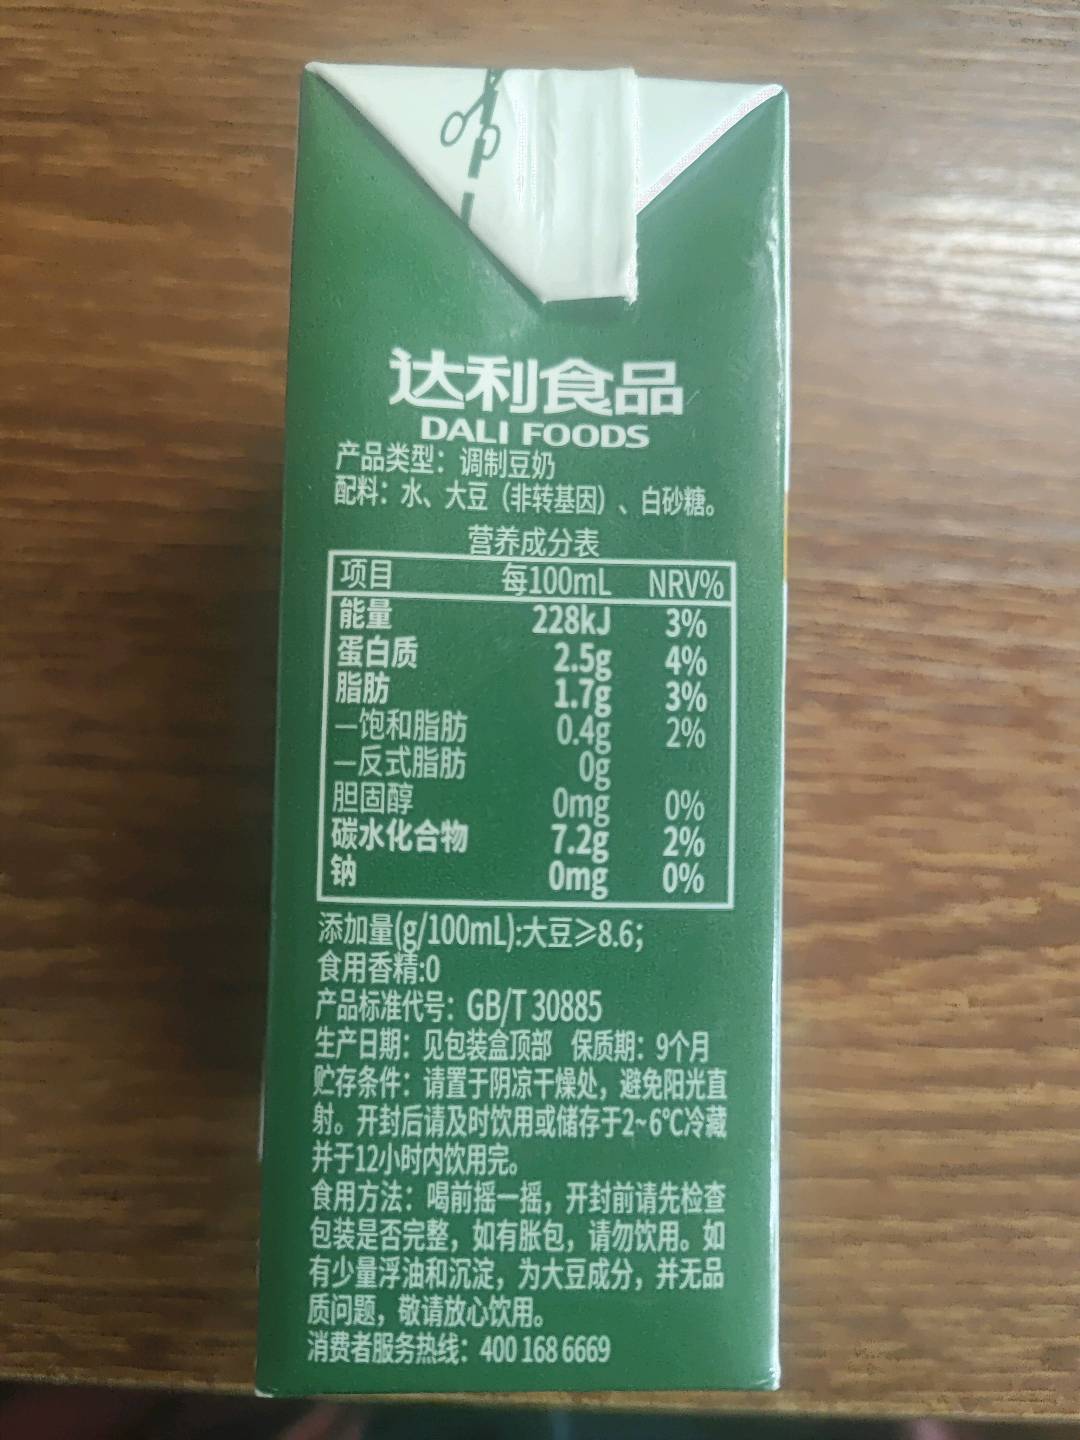 达利食品
DALI FOODS
产品类型：调制豆奶
配料：水、大豆（非转基因）、白砂糖。
营养成分表
项目 每100mL NRV%
能量 228kJ 3%
蛋白质 2.5g 4%
脂肪 1.7g 3%
—饱和脂肪 0.4g 2%
—反式脂肪 0g
胆固醇 0mg 0%
碳水化合物 7.2g 2%
钠 0mg 0%
添加量(g/100mL):大豆≥8.6;
食用香精:0
产品标准代号：GB/T 30885
生产日期：见包装盒顶部 保质期：9个月
贮存条件：请置于阴凉干燥处，避免阳光直
射。开封后请及时饮用或储存于2~6℃冷藏
并于12小时内饮用完。
食用方法：喝前摇一摇，开封前请先检查
包装是否完整，如有胀包，请勿饮用。如
有少量浮油和沉淀，为大豆成分，并无品
质问题，敬请放心饮用。
消费者服务热线：400 168 6669